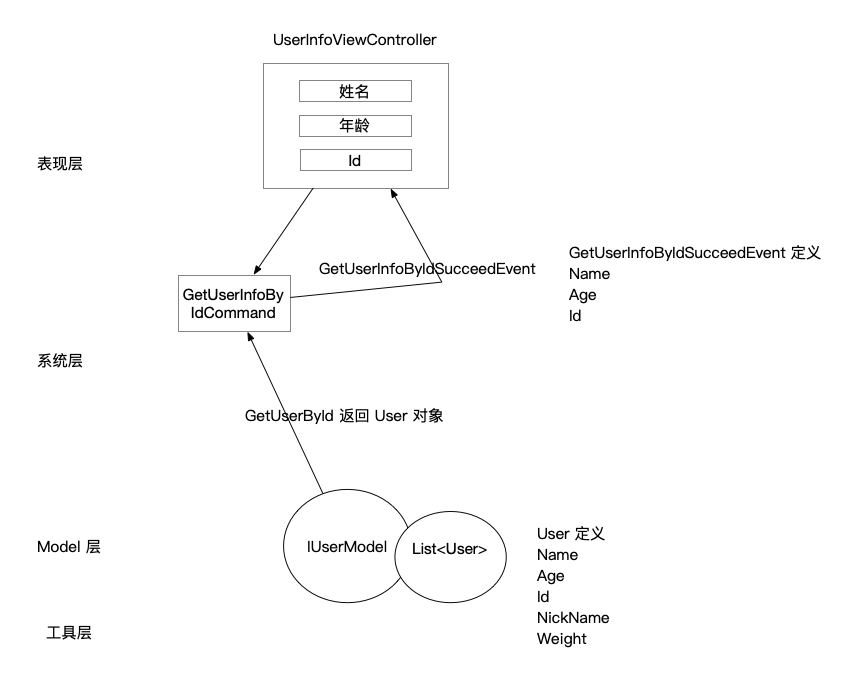 UserInfoViewController
姓名
年龄
Id
表现层
GetUserInfoByIdSucceedEvent
GetUserInfoByIdSucceedEvent 定义
Name
Age
Id
GetUserInfoBy
IdCommand
系统层
GetUserById 返回 User 对象
Model 层
IUserModel
List<User>
User 定义
Name
Age
Id
NickName
Weight
工具层